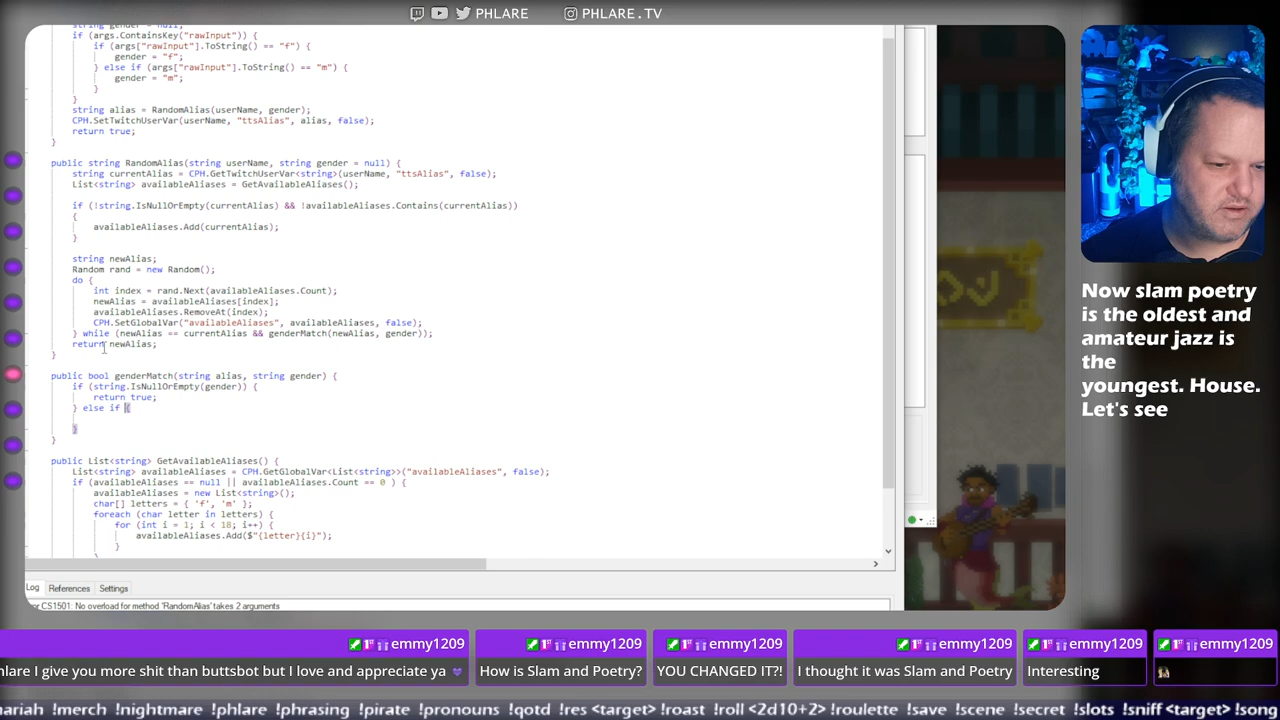 PHLARE PHLARE.TV
string gender = null;
if (args.ContainsKey("rawInput")) {
if (args["rawInput"].ToString() == "f") {
gender = "f";
} else if (args["rawInput"].ToString() == "m") {
gender = "m";
}
}
string alias = RandomAlias(userName, gender);
CPH.SetTwitchUserVar(userName, "ttsAlias", alias, false);
return true;
}
public string RandomAlias(string userName, string gender = null) {
string currentAlias = CPH.GetTwitchUserVar<string>(userName, "ttsAlias", false);
List<string> availableAliases = GetAvailableAliases();
if (!string.IsNullOrEmpty(currentAlias) && !availableAliases.Contains(currentAlias))
{
availableAliases.Add(currentAlias);
}
string newAlias;
Random rand = new Random();
do {
int index = rand.Next(availableAliases.Count);
newAlias = availableAliases[index];
availableAliases.RemoveAt(index);
CPH.SetGlobalVar("availableAliases", availableAliases, false);
} while (newAlias == currentAlias && genderMatch(newAlias, gender));
return newAlias;
}
public bool genderMatch(string alias, string gender) {
if (string.IsNullOrEmpty(gender)) {
return true;
} else if {
}
}
public List<string> GetAvailableAliases() {
List<string> availableAliases = CPH.GetGlobalVar<List<string>>("availableAliases", false);
if (availableAliases == null || availableAliases.Count == 0 ) {
availableAliases = new List<string>();
char[] letters = { 'f', 'm' };
foreach (char letter in letters) {
for (int i = 1; i < 18; i++) {
availableAliases.Add($"{letter}{i}");
}
}
Log References Settings
or CS1501: No overload for method 'RandomAlias' takes 2 arguments
Now slam poetry
is the oldest and
amateur jazz is
the
youngest. House.
Let's see
1st emmy1209 1st emmy1209 1st emmy1209 1st emmy1209 1st emmy1209 1st emmy1209
hlare I give you more shit than buttsbot but I love and appreciate ya How is Slam and Poetry? YOU CHANGED IT?! I thought it was Slam and Poetry Interesting
nariah !merch !nightmare !phlare !phrasing !pirate !pronouns !qotd !res <target> !roast !roll <2d10+2> !roulette !save !scene !secret !slots !sniff <target> !song